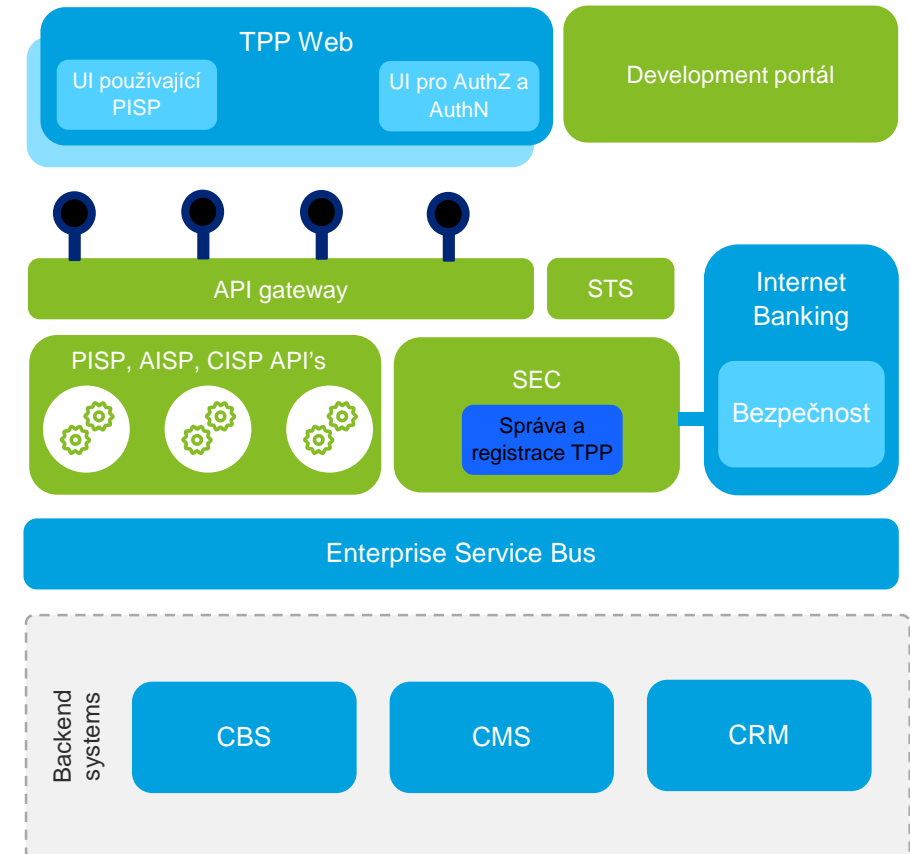 TPP Web
UI používající
PISP
UI pro AuthZ a
AuthN
Development portál
API gateway
STS
Internet
Banking
PISP, AISP, CISP API's
SEC
Správa a
registrace TPP
Bezpečnost
Enterprise Service Bus
Backend
systems
CBS
CMS
CRM